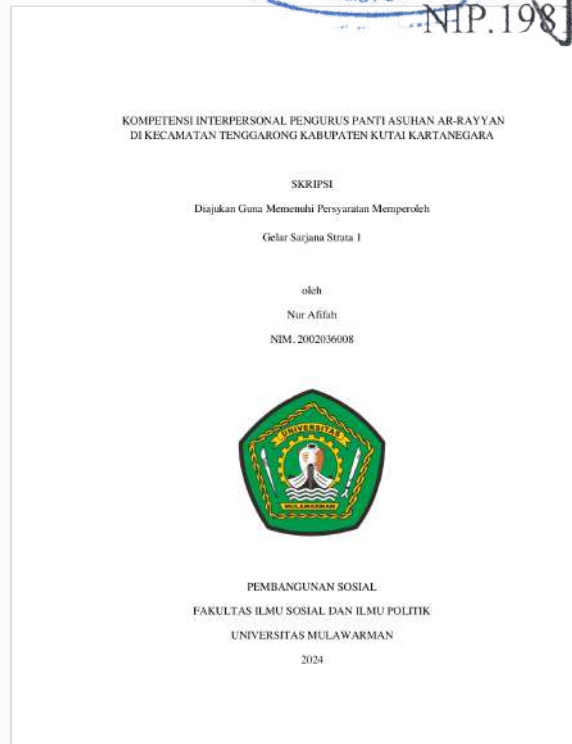 NIP.1981
KOMPETENSI INTERPERSONAL PENGURUS PANTI ASUHAN AR-RAYYAN
DI KECAMATAN TENGGARONG KABUPATEN KUTAI KARTANEGARA
SKRIPSI
Diajukan Guna Memenuhi Persyaratan Memperoleh
Gelar Sarjana Strata 1
oleh
Nur Afifah
NIM. 2002036008
UNIVERSITAS
MULAWARMAN
PEMBANGUNAN SOSIAL
FAKULTAS ILMU SOSIAL DAN ILMU POLITIK
UNIVERSITAS MULAWARMAN
2024